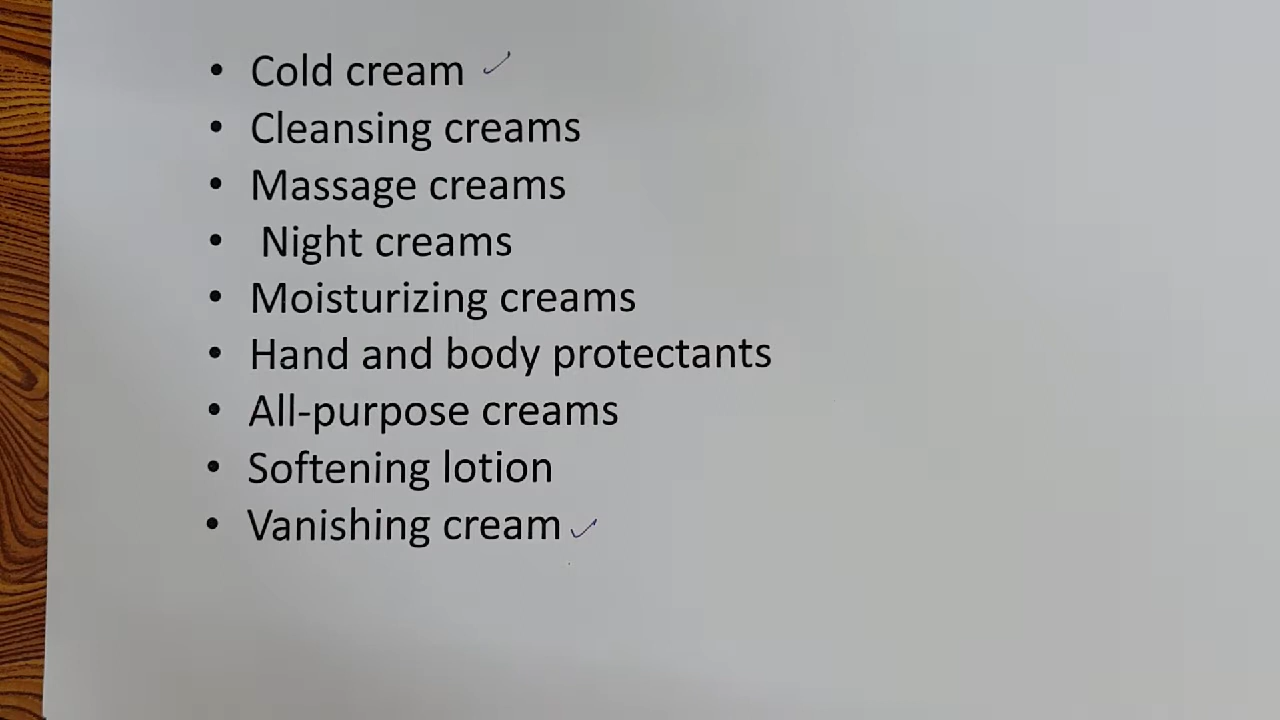 • Cold cream ✓
• Cleansing creams
• Massage creams
• Night creams
• Moisturizing creams
• Hand and body protectants
• All-purpose creams
• Softening lotion
• Vanishing cream ✓